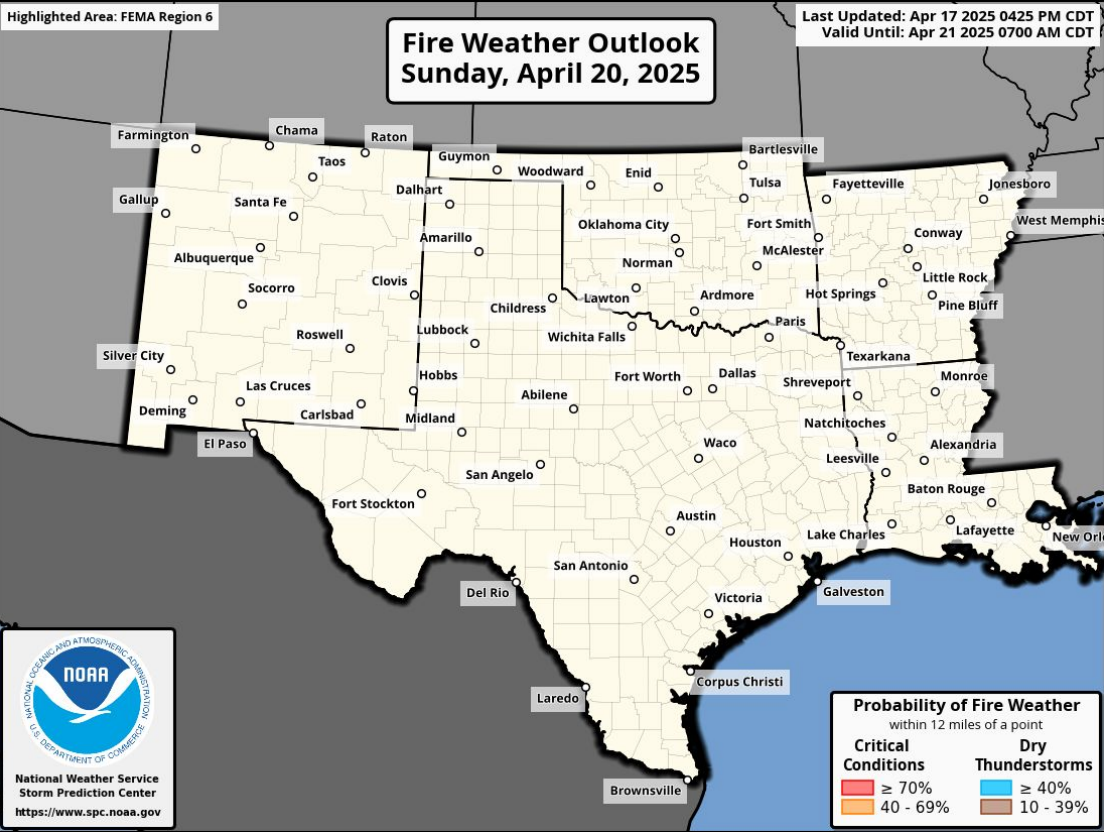 Highlighted Area: FEMA Region 6
Fire Weather Outlook
Sunday, April 20, 2025
Last Updated: Apr 17 2025 0425 PM CDT
Valid Until: Apr 21 2025 0700 AM CDT
Farmington
Chama
Raton
Taos
Guymon
Woodward
Enid
Bartlesville
Tulsa
Fayetteville
Jonesboro
Gallup
Santa Fe
Dalhart
West Memphis
Albuquerque
Amarillo
Oklahoma City
Fort Smith
Conway
Norman
McAlester
Socorro
Clovis
Childress
Lawton
Ardmore
Hot Springs
Little Rock
Pine Bluff
Roswell
Lubbock
Wichita Falls
Paris
Texarkana
Silver City
Las Cruces
Hobbs
Fort Worth
Dallas
Shreveport
Monroe
Deming
Carlsbad
Midland
Abilene
Natchitoches
El Paso
Waco
Alexandria
San Angelo
Leesville
Fort Stockton
Baton Rouge
Austin
Houston
Lake Charles
Lafayette
New Orl
San Antonio
Del Rio
Victoria
Galveston
Laredo
Corpus Christi
Brownsville
NATIONAL OCEANIC AND ATMOSPHERIC ADMINISTRATION
NOAA
U.S. DEPARTMENT OF COMMERCE
National Weather Service
Storm Prediction Center
https://www.spc.noaa.gov
Probability of Fire Weather
within 12 miles of a point
Critical Conditions
≥ 70%
40 - 69%
Dry Thunderstorms
≥ 40%
10 - 39%